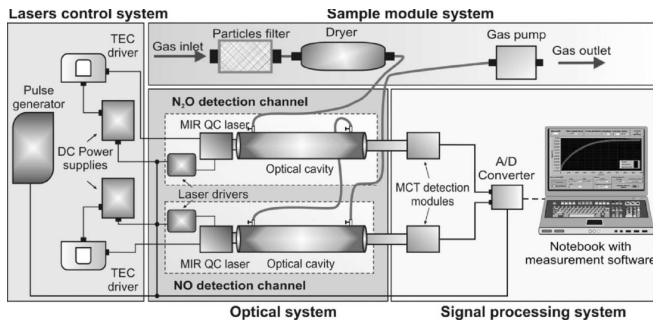 Lasers control system
Sample module system
TEC
driver
Pulse
generator
DC Power
supplies
TEC
driver
Gas inlet
Particles filter
Dryer
Gas pump
Gas outlet
N₂O detection channel
MIR QC laser
Optical cavity
Laser drivers
MIR QC laser
Optical cavity
NO detection channel
MCT detection
modules
A/D
Converter
Notebook with
measurement software
Optical system
Signal processing system